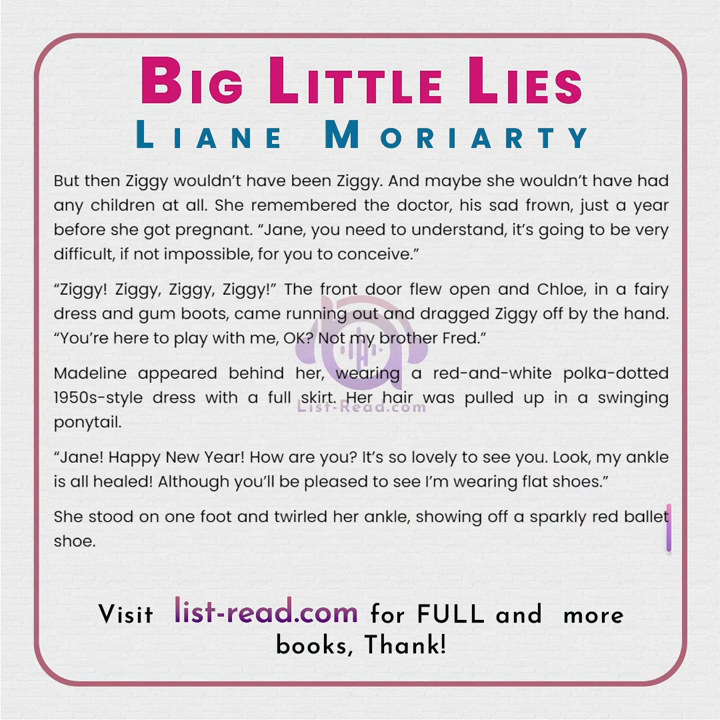 BIG LITTLE LIES
LIANE MORIARTY
But then Ziggy wouldn’t have been Ziggy. And maybe she wouldn’t have had
any children at all. She remembered the doctor, his sad frown, just a year
before she got pregnant. “Jane, you need to understand, it’s going to be very
difficult, if not impossible, for you to conceive.”
“Ziggy! Ziggy, Ziggy, Ziggy!” The front door flew open and Chloe, in a fairy
dress and gum boots, came running out and dragged Ziggy off by the hand.
“You’re here to play with me, OK? Not my brother Fred.”
Madeline appeared behind her, wearing a red-and-white polka-dotted
1950s-style dress with a full skirt. Her hair was pulled up in a swinging
List-Read.com
ponytail.
“Jane! Happy New Year! How are you? It’s so lovely to see you. Look, my ankle
is all healed! Although you’ll be pleased to see I’m wearing flat shoes.”
She stood on one foot and twirled her ankle, showing off a sparkly red ballet
shoe.
Visit list-read.com for FULL and more
books, Thank!